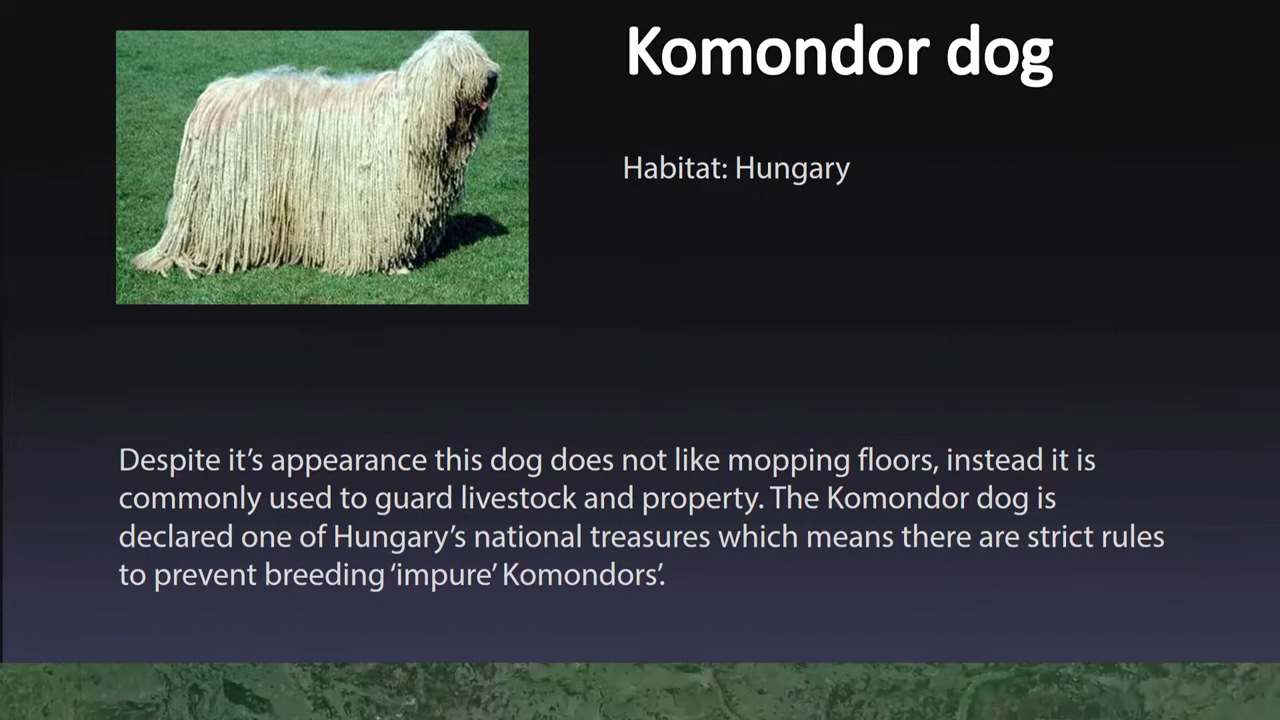 Komondor dog
Habitat: Hungary
Despite it’s appearance this dog does not like mopping floors, instead it is
commonly used to guard livestock and property. The Komondor dog is
declared one of Hungary’s national treasures which means there are strict rules
to prevent breeding ‘impure’ Komondors’.